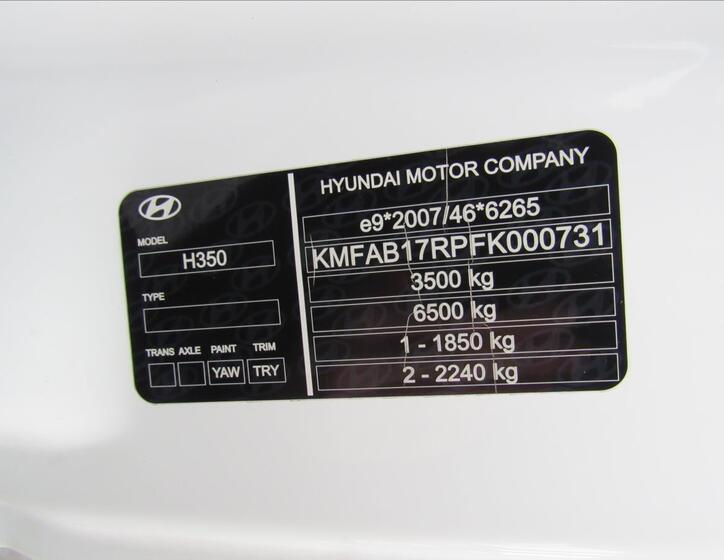 HYUNDAI MOTOR COMPANY
e9*2007/46*6265
KMFAB17RPFK000731
3500 kg
6500 kg
1 - 1850 kg
2 - 2240 kg
MODEL
H350
TYPE
TRANS AXLE PAINT TRIM
YAW TRY